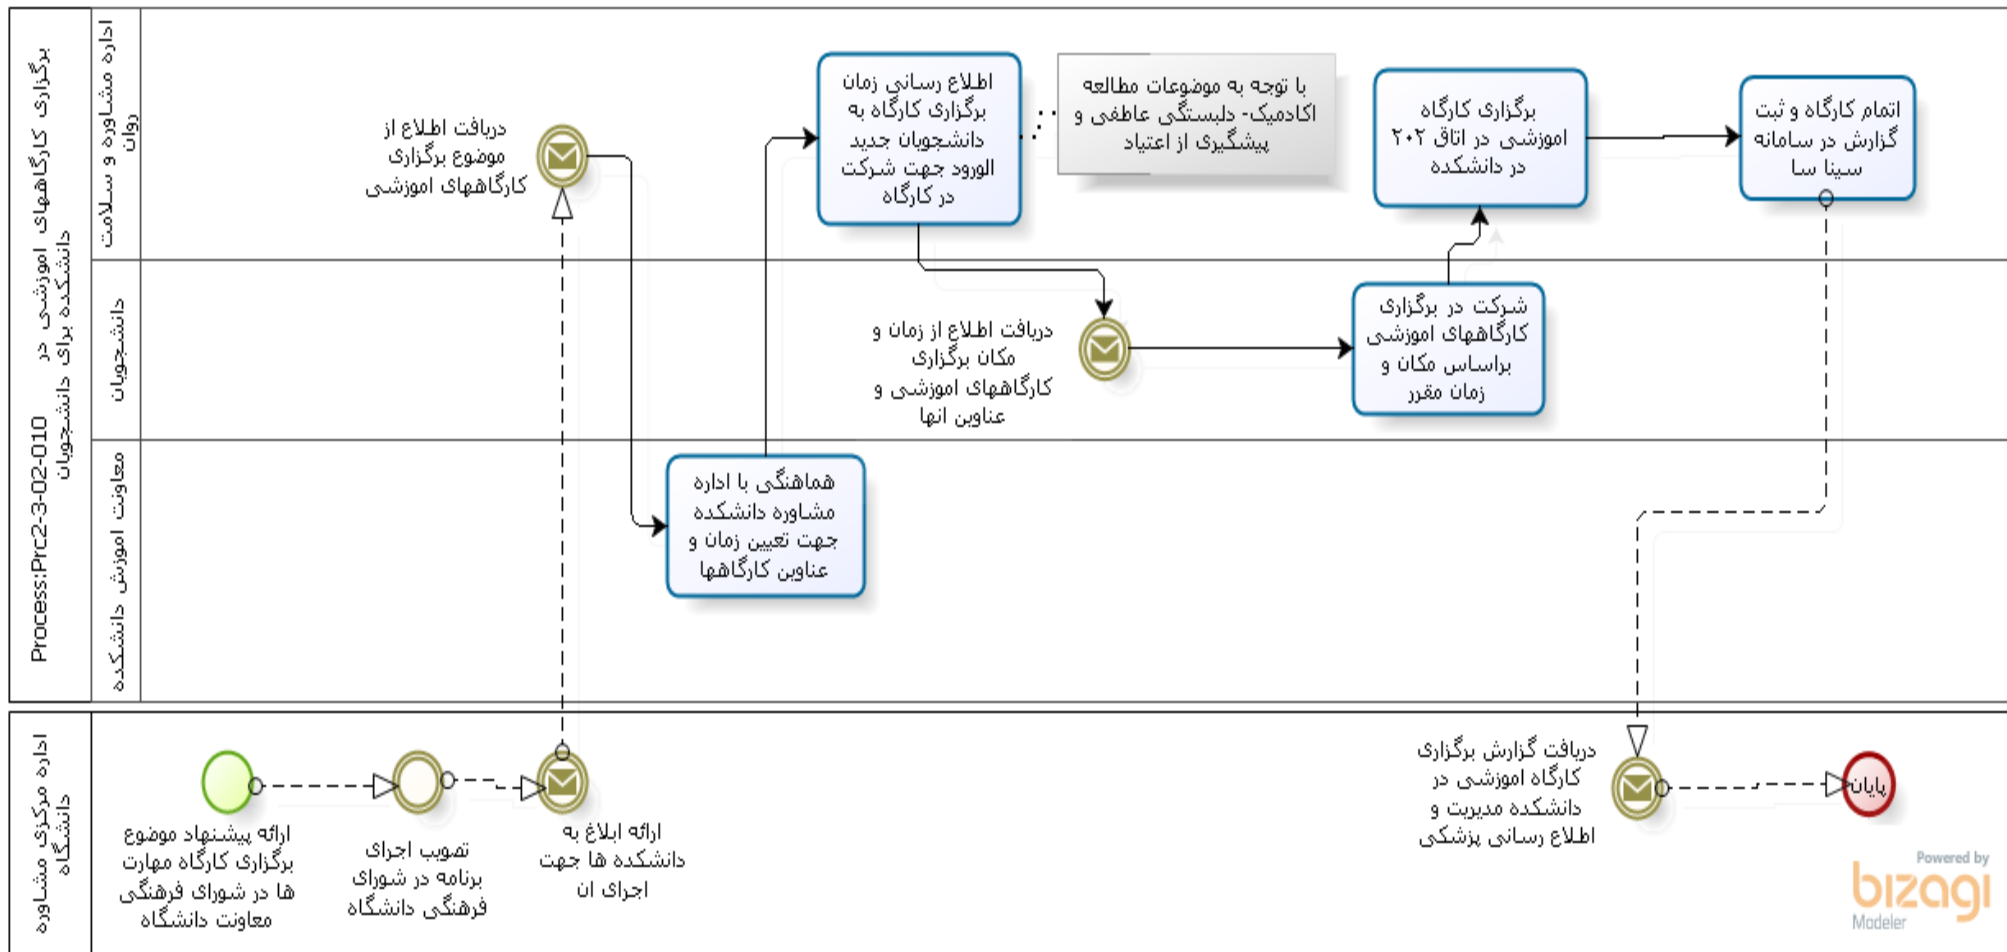 Process:Prc2-3-02-010 برگزاری کارگاههای اموزشی در
دانشکده برای دانشجویان
اداره مشاوره و سلامت
روان
دریافت اطلاع از
موضوع برگزاری
کارگاههای اموزشی
اطلاع رسانی زمان
برگزاری کارگاه به
دانشجویان جدید
الورود جهت شرکت
در کارگاه
با توجه به موضوعات مطالعه
اکادمیک- دلبستگی عاطفی و
پیشگیری از اعتیاد
برگزاری کارگاه
اموزشی در اتاق ۲۰۲
در دانشکده
اتمام کارگاه و ثبت
گزارش در سامانه
سینا سا
دانشجویان
دریافت اطلاع از زمان و
مکان برگزاری
کارگاههای اموزشی و
عناوین انها
شرکت در برگزاری
کارگاههای اموزشی
براساس مکان و
زمان مقرر
معاونت اموزش دانشکده
هماهنگی با اداره
مشاوره دانشکده
جهت تعیین زمان و
عناوین کارگاهها
اداره مرکزی مشاوره
دانشگاه
ارائه پیشنهاد موضوع
برگزاری کارگاه مهارت
ها در شورای فرهنگی
معاونت دانشگاه
تصویب اجرای
برنامه در شورای
فرهنگی دانشگاه
ارائه ابلاغ به
دانشکده ها جهت
اجرای ان
دریافت گزارش برگزاری
کارگاه اموزشی در
دانشکده مدیریت و
اطلاع رسانی پزشکی
پایان
Powered by
bizagi
Modeler